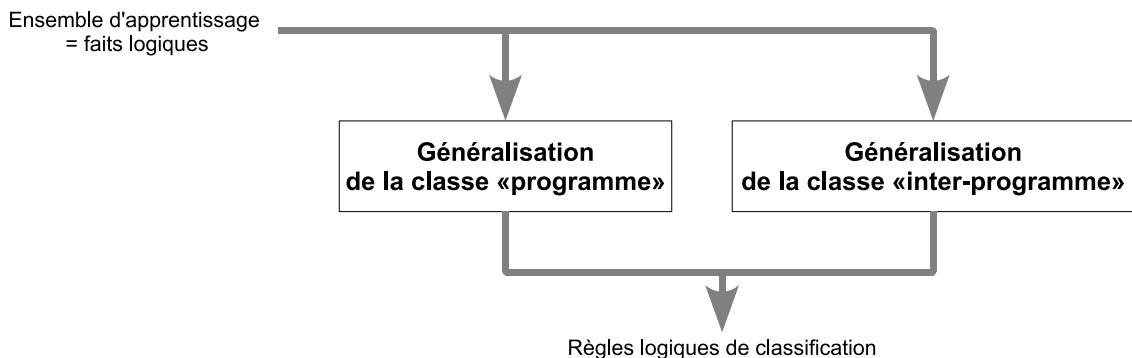 Ensemble d'apprentissage
= faits logiques
Généralisation
de la classe «programme»
Généralisation
de la classe «inter-programme»
Règles logiques de classification